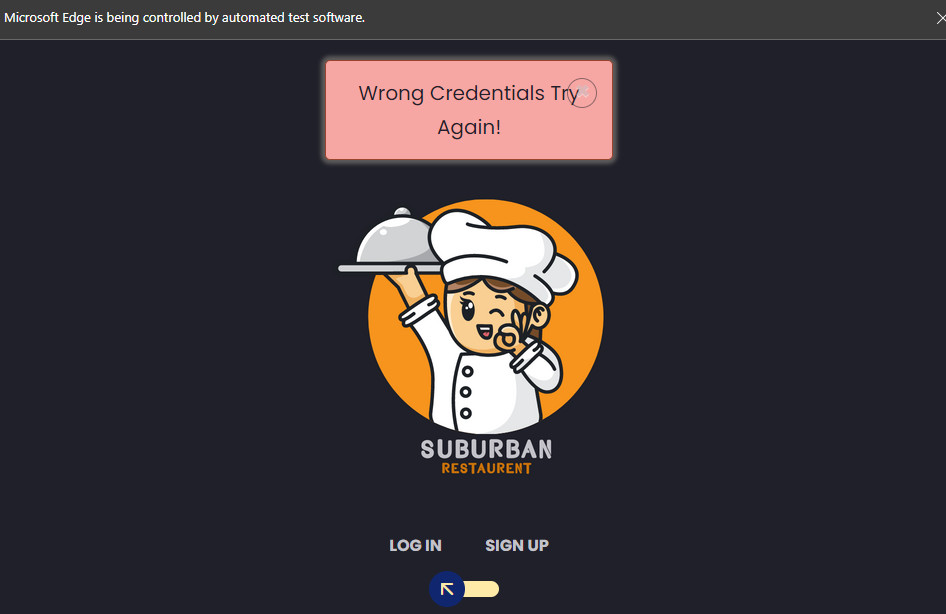 Microsoft Edge is being controlled by automated test software.
Wrong Credentials Try
Again!
SUBURBAN
RESTAURENT
LOG IN SIGN UP